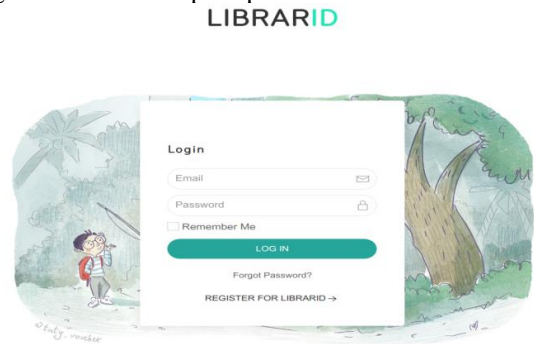 LIBRARID
Login
Email
Password
Remember Me
LOG IN
Forgot Password?
REGISTER FOR LIBRARID →